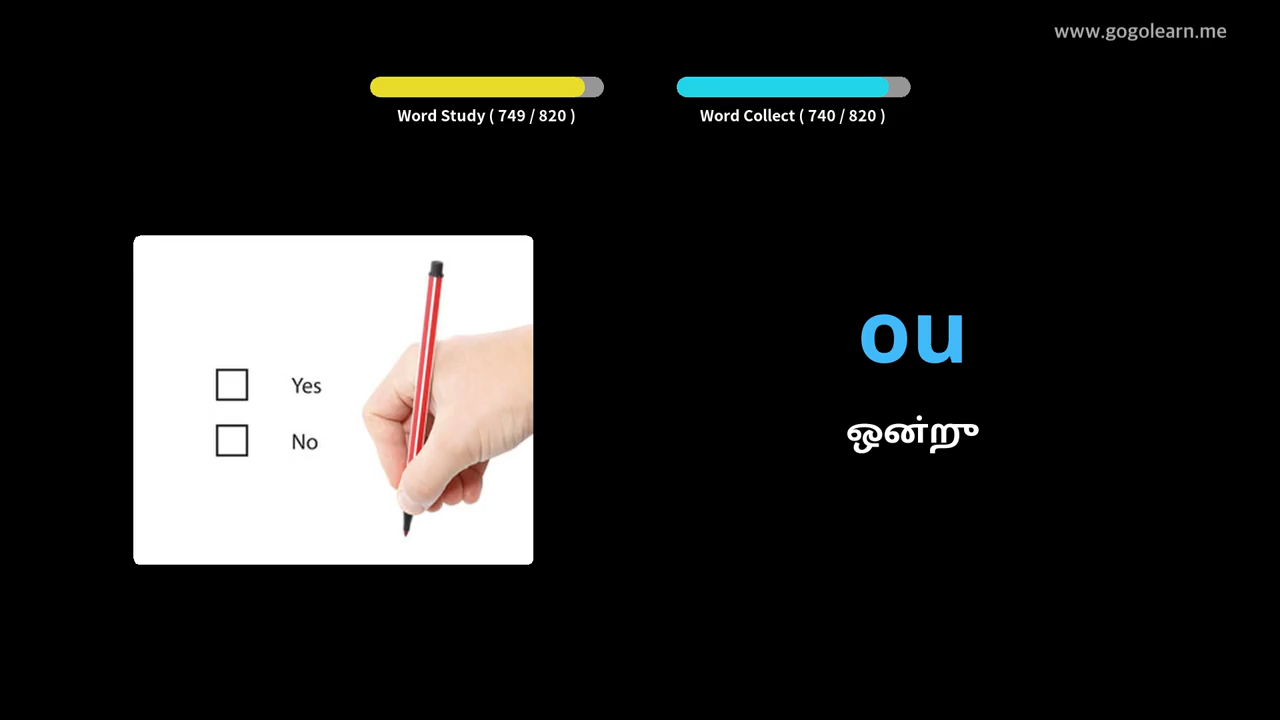 www.gogolearn.me
Word Study ( 749 / 820 )
Word Collect ( 740 / 820 )
Yes
No
ou
ஒன்று